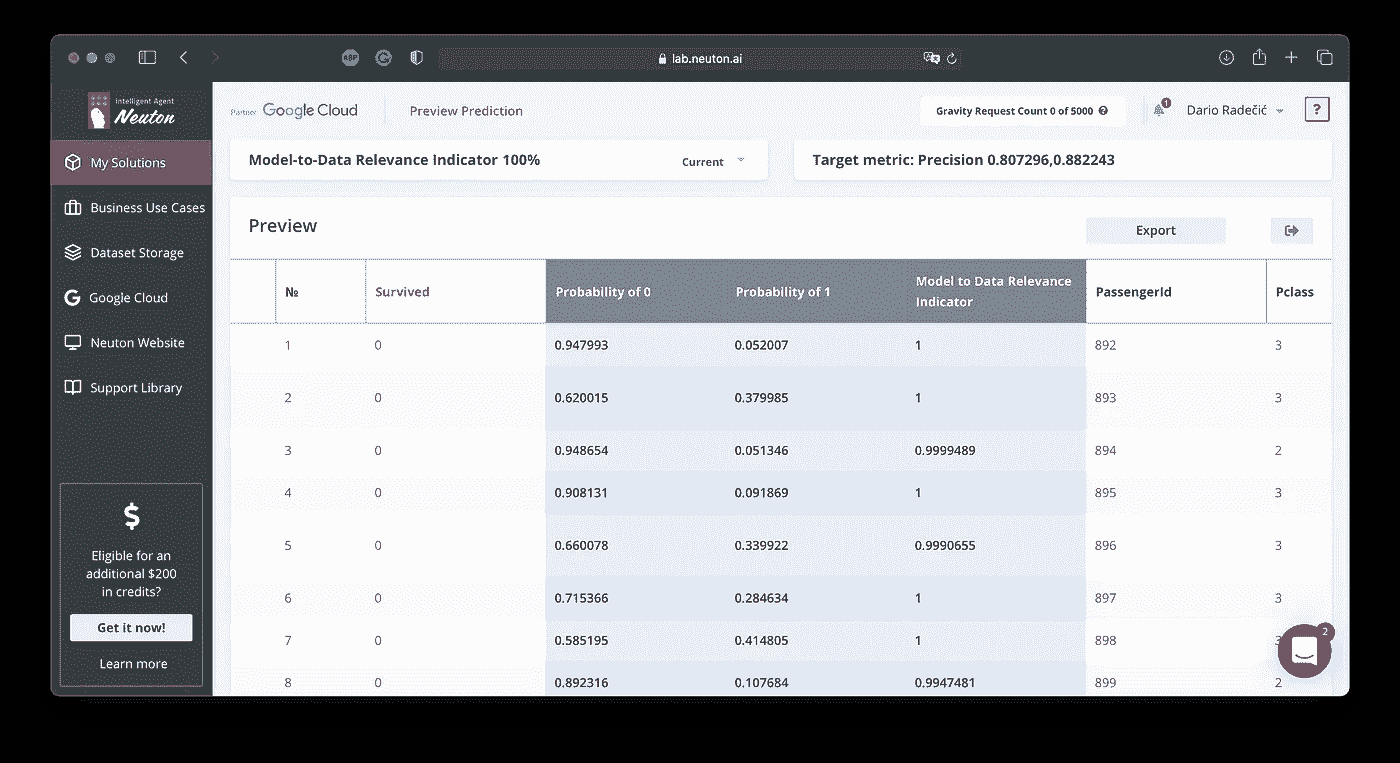 ABP
lab.neuton.ai
Intelligent Agent
Neuton
Partner Google Cloud
Preview Prediction
Gravity Request Count 0 of 5000 ?
1
Dario Radečić
?
My Solutions
Business Use Cases
Dataset Storage
Google Cloud
Neuton Website
Support Library
$
Eligible for an
additional $200
in credits?
Get it now!
Learn more
Model-to-Data Relevance Indicator 100%
Current
Target metric: Precision 0.807296,0.882243
Preview
Export
№ Survived Probability of 0 Probability of 1 Model to Data Relevance Indicator PassengerId Pclass
1 0 0.947993 0.052007 1 892 3
2 0 0.620015 0.379985 1 893 3
3 0 0.948654 0.051346 0.9999489 894 2
4 0 0.908131 0.091869 1 895 3
5 0 0.660078 0.339922 0.9990655 896 3
6 0 0.715366 0.284634 1 897 3
7 0 0.585195 0.414805 1 898
8 0 0.892316 0.107684 0.9947481 899 2
2